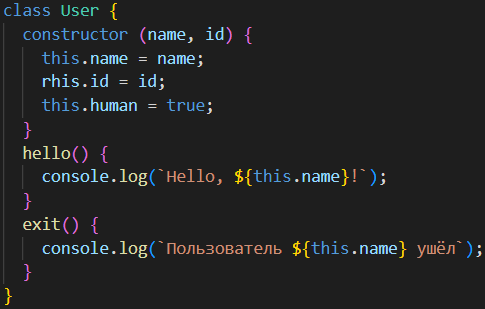 class User {
  constructor (name, id) {
    this.name = name;
    rhis.id = id;
    this.human = true;
  }
  hello() {
    console.log(`Hello, ${this.name}!`);
  }
  exit() {
    console.log(`Пользователь ${this.name} ушёл`);
  }
}